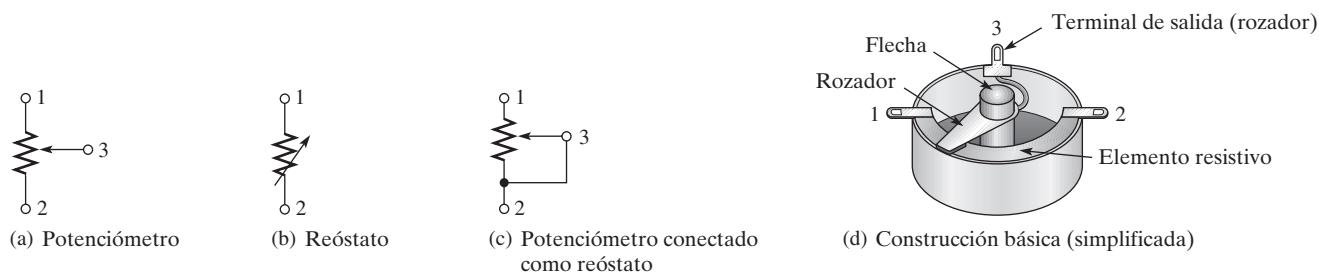 1
3
2
(a) Potenciómetro
1
2
(b) Reóstato
1
3
2
(c) Potenciómetro conectado
como reóstato
Terminal de salida (rozador)
3
Flecha
Rozador
1
2
Elemento resistivo
(d) Construcción básica (simplificada)